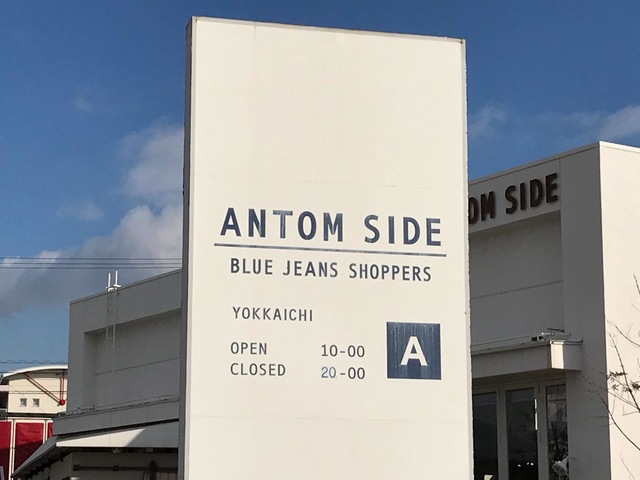 ANTOM SIDE
BLUE JEANS SHOPPERS
YOKKAICHI
OPEN 10-00
CLOSED 20-00
A
OM SIDE